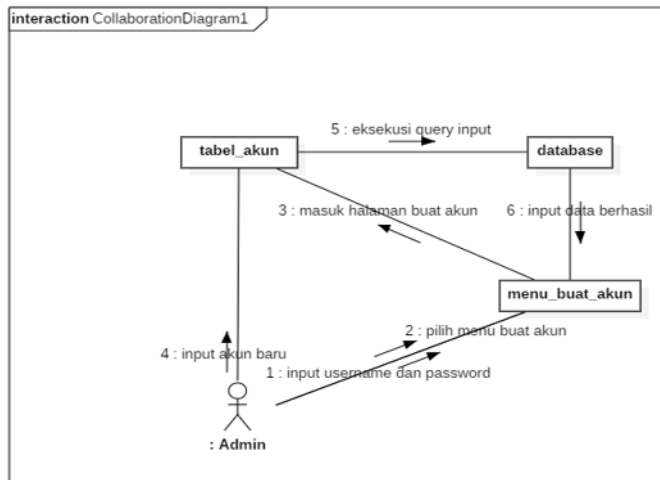 interaction CollaborationDiagram1
5 : eksekusi query input
tabel_akun
database
3 : masuk halaman buat akun
6 : input data berhasil
menu_buat_akun
2 : pilih menu buat akun
4 : input akun baru
1 : input username dan password
: Admin